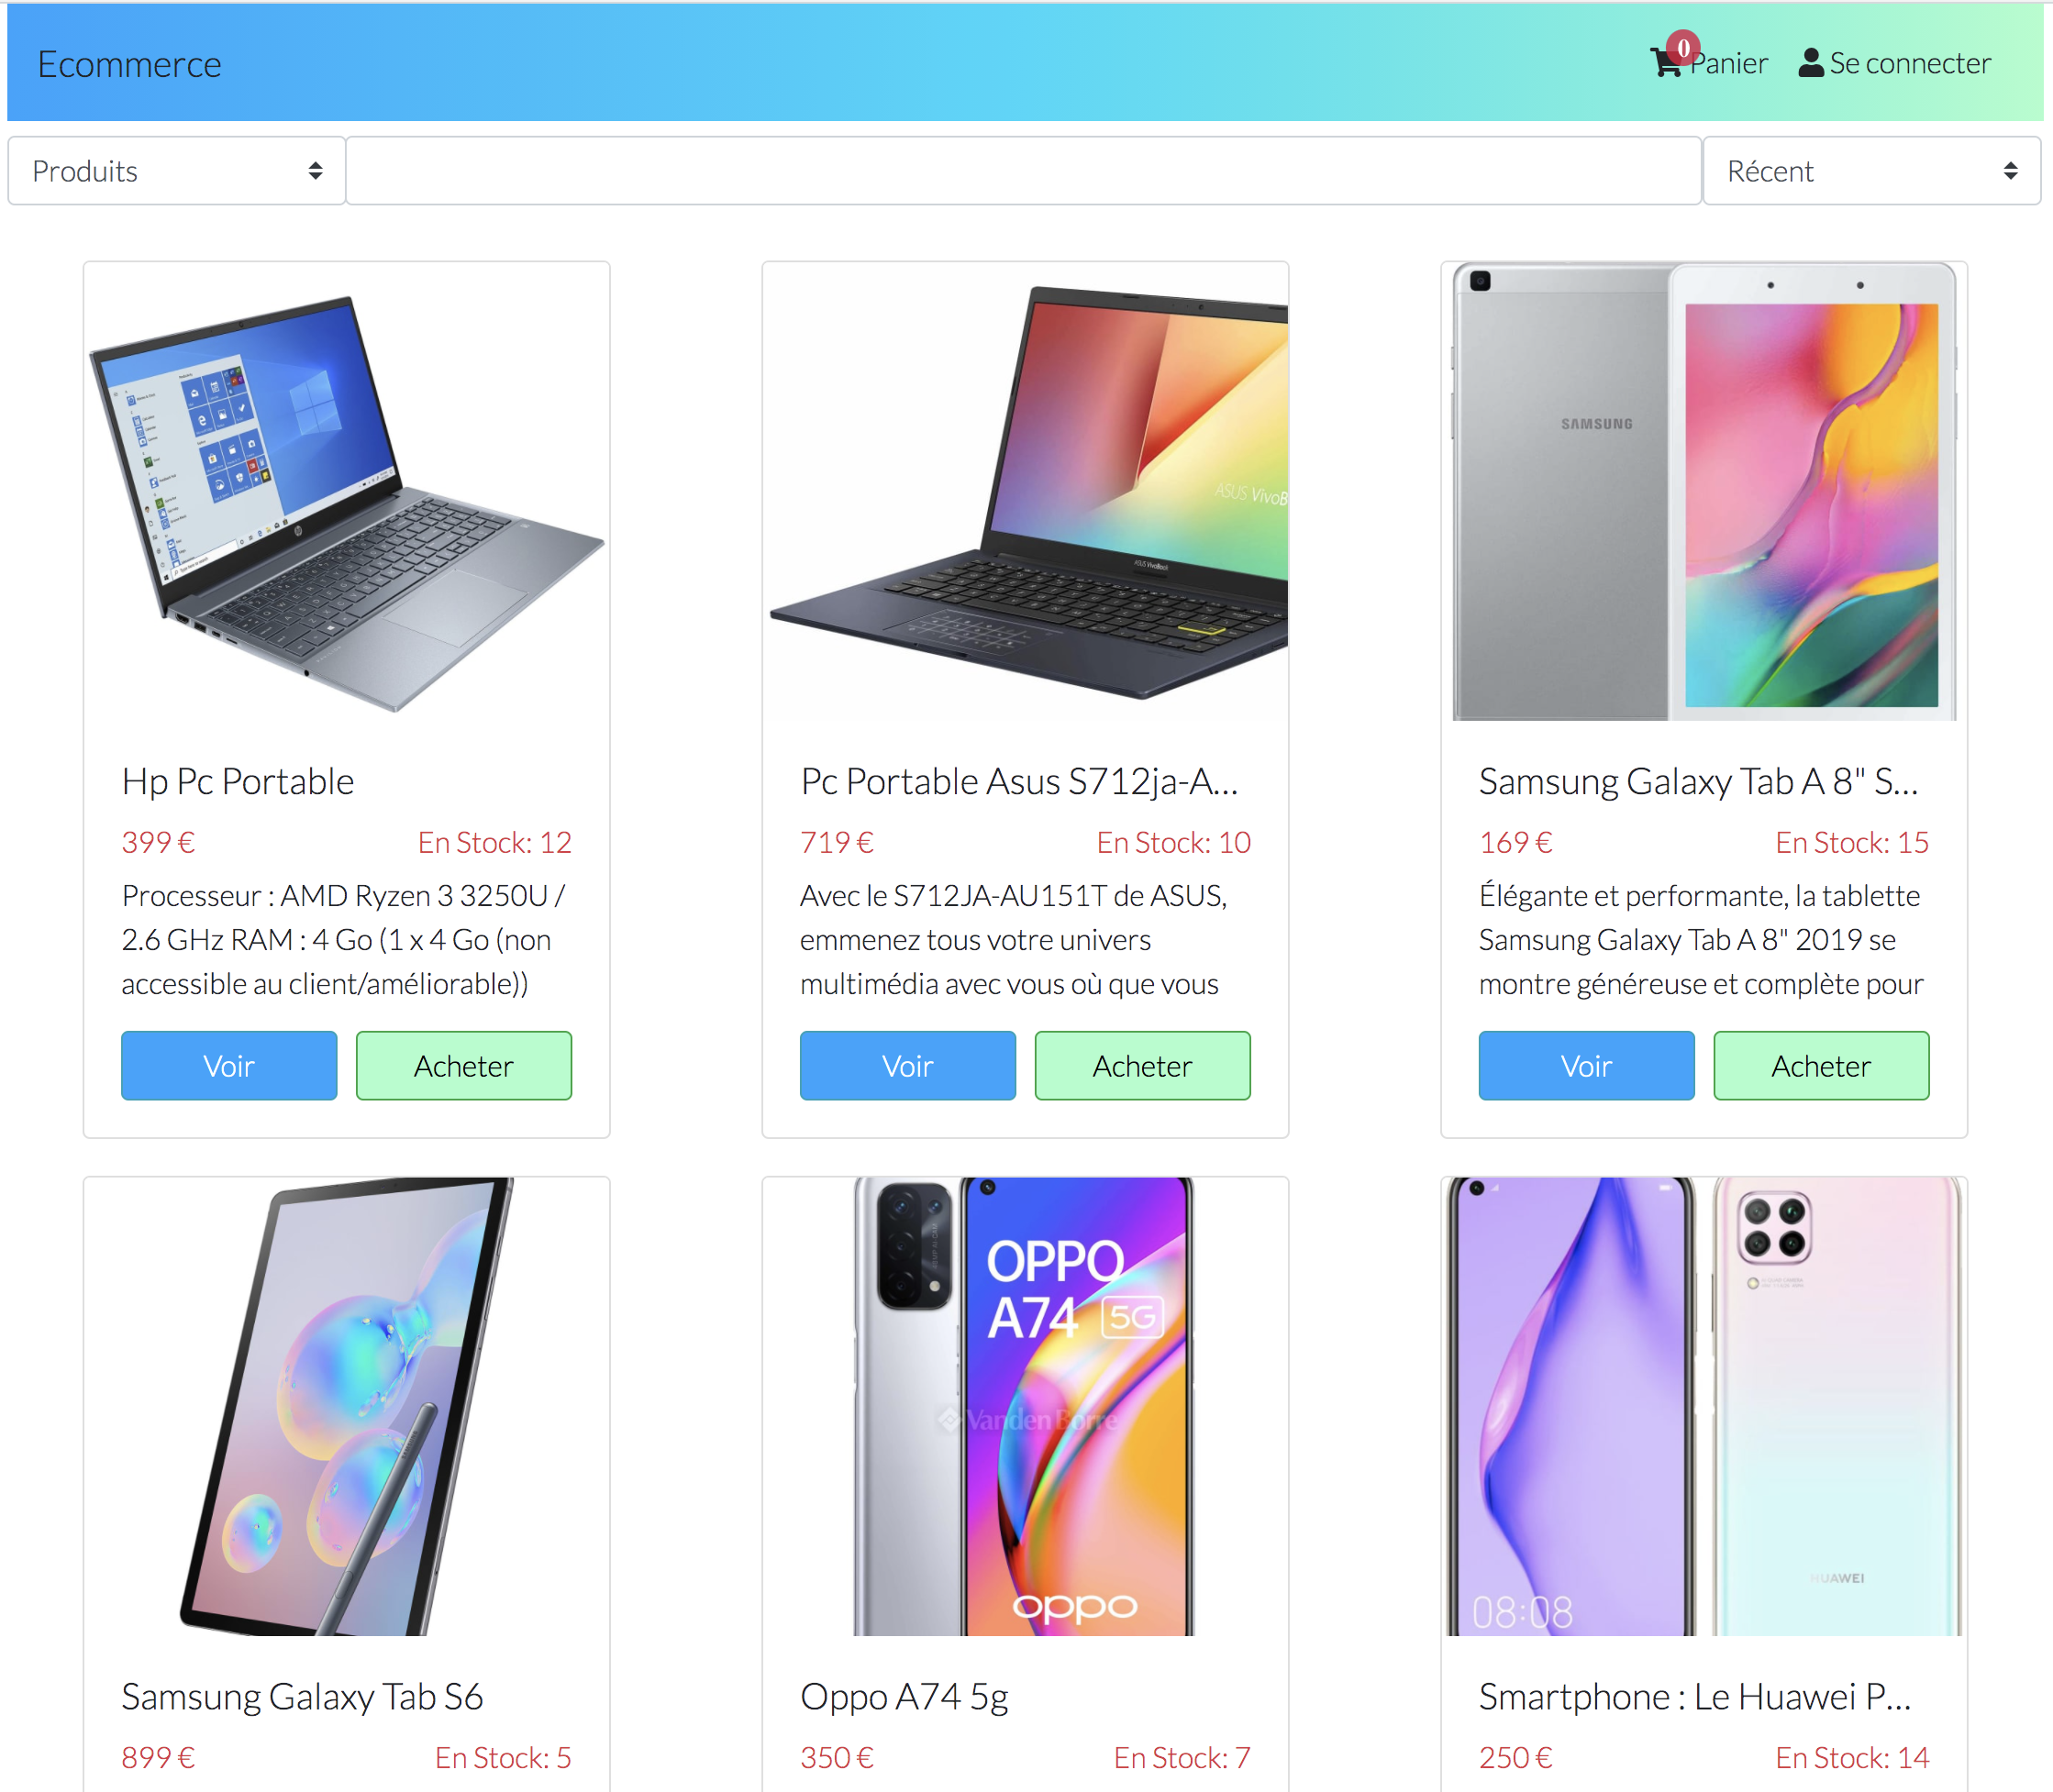 Ecommerce
0
Panier
Se connecter
Produits
Récent
SAMSUNG
ASUS VivoB
ASUS VivoBook
Hp Pc Portable
Pc Portable Asus S712ja-A...
Samsung Galaxy Tab A 8" S...
399 €
En Stock: 12
719 €
En Stock: 10
169 €
En Stock: 15
Processeur : AMD Ryzen 3 3250U /
2.6 GHz RAM : 4 Go (1 x 4 Go (non
accessible au client/améliorable))
Avec le S712JA-AU151T de ASUS,
emmenez tous votre univers
multimédia avec vous où que vous
Élégante et performante, la tablette
Samsung Galaxy Tab A 8" 2019 se
montre généreuse et complète pour
Voir
Acheter
Voir
Acheter
Voir
Acheter
OPPO
A74 5G
Vanden Borre
oppo
08:08
HUAWEI
Samsung Galaxy Tab S6
Oppo A74 5g
Smartphone : Le Huawei P...
899 €
En Stock: 5
350 €
En Stock: 7
250 €
En Stock: 14